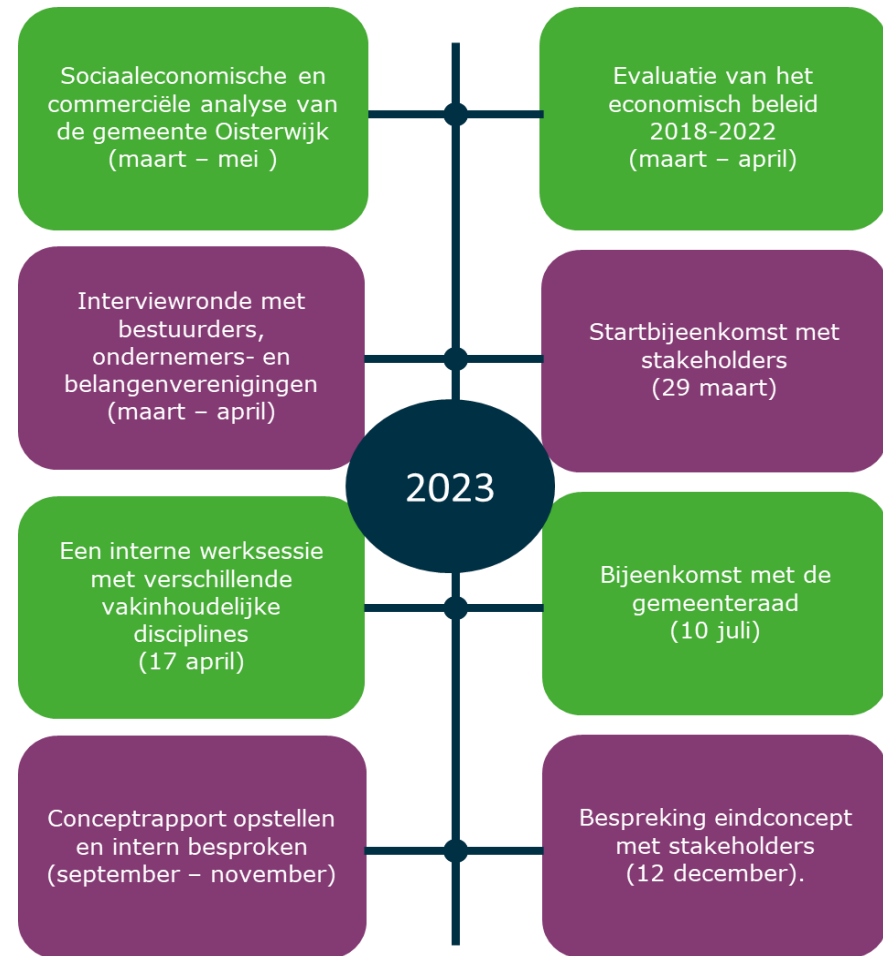 Sociaaleconomische en
commerciële analyse van
de gemeente Oisterwijk
(maart – mei )
Evaluatie van het
economisch beleid
2018-2022
(maart – april)
Interviewronde met
bestuurders,
ondernemers- en
belangenverenigingen
(maart – april)
Startbijeenkomst met
stakeholders
(29 maart)
2023
Een interne werksessie
met verschillende
vakinhoudelijke
disciplines
(17 april)
Bijeenkomst met de
gemeenteraad
(10 juli)
Conceptrapport opstellen
en intern besproken
(september – november)
Bespreking eindconcept
met stakeholders
(12 december).